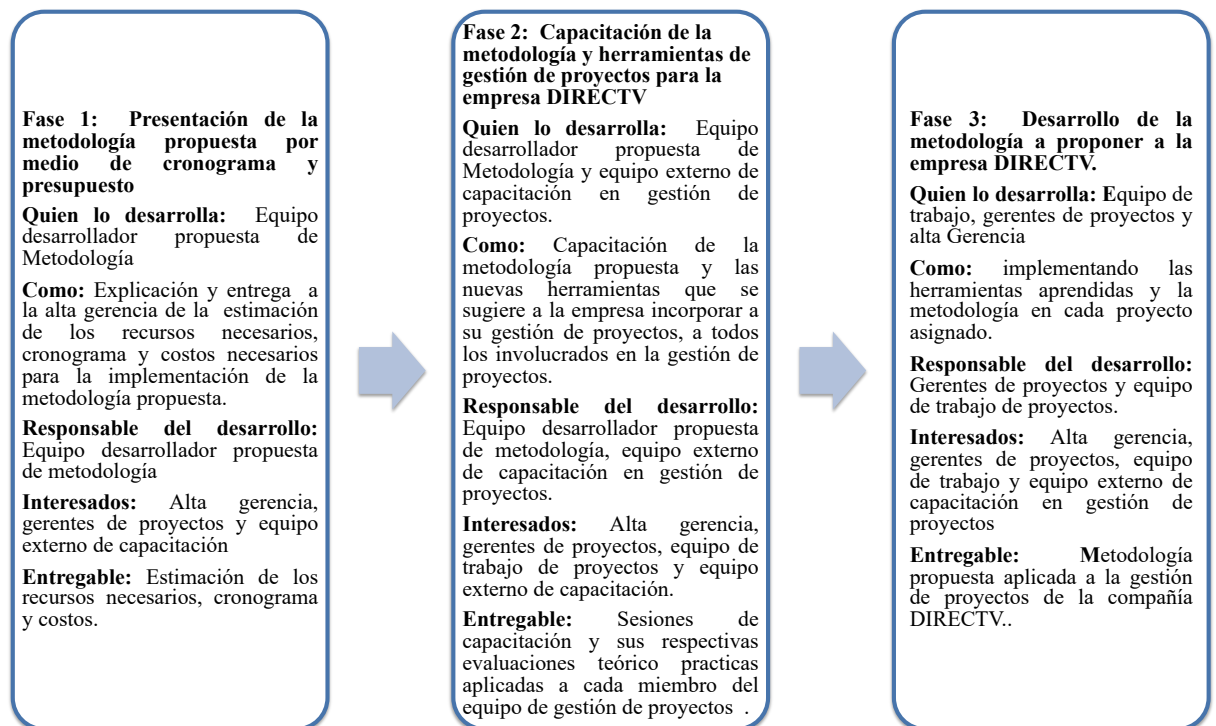 Fase 1: Presentación de la
metodología propuesta por
medio de cronograma y
presupuesto
Quien lo desarrolla: Equipo
desarrollador propuesta de
Metodología
Como: Explicación y entrega a
la alta gerencia de la estimación
de los recursos necesarios,
cronograma y costos necesarios
para la implementación de la
metodología propuesta.
Responsable del desarrollo:
Equipo desarrollador propuesta
de metodología
Interesados: Alta gerencia,
gerentes de proyectos y equipo
externo de capacitación
Entregable: Estimación de los
recursos necesarios, cronograma
y costos.
Fase 2: Capacitación de la
metodología y herramientas de
gestión de proyectos para la
empresa DIRECTV
Quien lo desarrolla: Equipo
desarrollador propuesta de
Metodología y equipo externo de
capacitación en gestión de
proyectos.
Como: Capacitación de la
metodología propuesta y las
nuevas herramientas que se
sugiere a la empresa incorporar a
su gestión de proyectos, a todos
los involucrados en la gestión de
proyectos.
Responsable del desarrollo:
Equipo desarrollador propuesta
de metodología, equipo externo
de capacitación en gestión de
proyectos.
Interesados: Alta gerencia,
gerentes de proyectos, equipo de
trabajo de proyectos y equipo
externo de capacitación.
Entregable: Sesiones de
capacitación y sus respectivas
evaluaciones teórico practicas
aplicadas a cada miembro del
equipo de gestión de proyectos .
Fase 3: Desarrollo de la
metodología a proponer a la
empresa DIRECTV.
Quien lo desarrolla: Equipo de
trabajo, gerentes de proyectos y
alta Gerencia
Como: implementando las
herramientas aprendidas y la
metodología en cada proyecto
asignado.
Responsable del desarrollo:
Gerentes de proyectos y equipo
de trabajo de proyectos.
Interesados: Alta gerencia,
gerentes de proyectos, equipo
de trabajo y equipo externo de
capacitación en gestión de
proyectos
Entregable: Metodología
propuesta aplicada a la gestión
de proyectos de la compañía
DIRECTV..